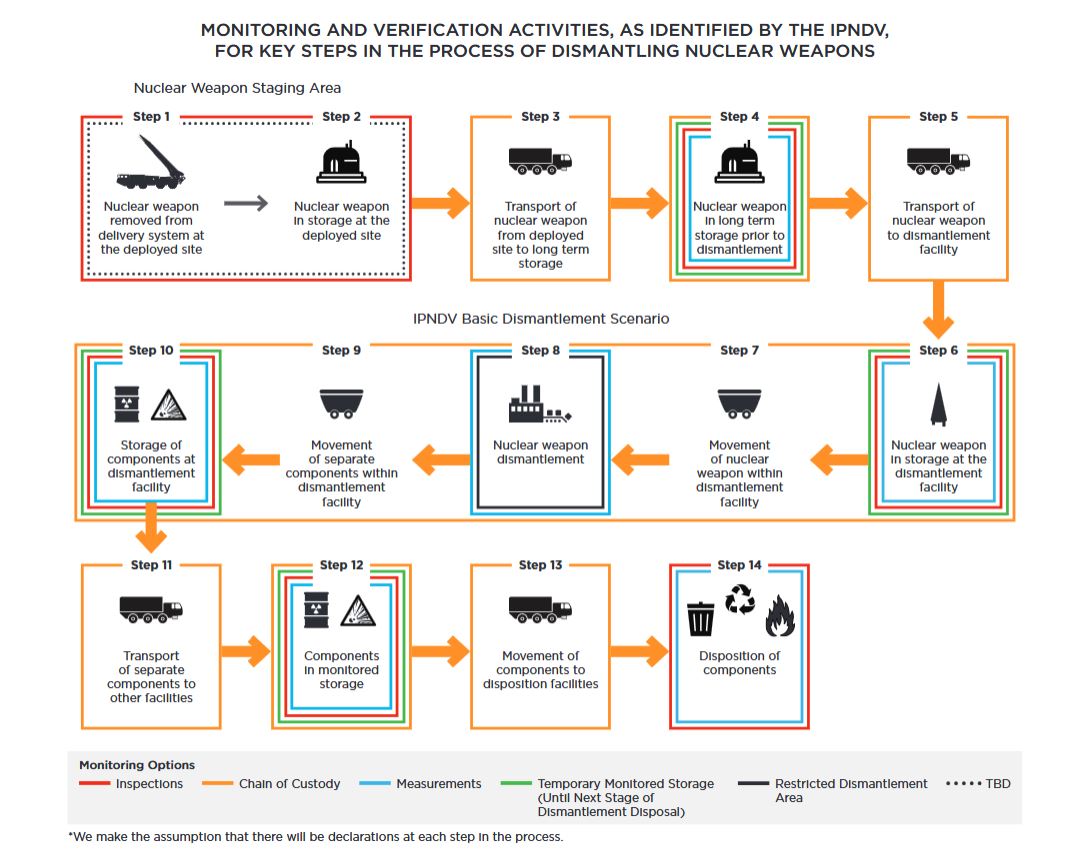 MONITORING AND VERIFICATION ACTIVITIES, AS IDENTIFIED BY THE IPNDV,
FOR KEY STEPS IN THE PROCESS OF DISMANTLING NUCLEAR WEAPONS
Nuclear Weapon Staging Area
Step 1
Nuclear weapon
removed from
delivery system at
the deployed site
Step 2
Nuclear weapon
in storage at the
deployed site
Step 3
Transport of
nuclear weapon
from deployed
site to long term
storage
Step 4
Nuclear weapon
in long term
storage prior to
dismantlement
Step 5
Transport of
nuclear weapon
to dismantlement
facility
IPNDV Basic Dismantlement Scenario
Step 10
Storage of
components at
dismantlement
facility
Step 9
Movement
of separate
components within
dismantlement
facility
Step 8
Nuclear weapon
dismantlement
Step 7
Movement
of nuclear
weapon within
dismantlement
facility
Step 6
Nuclear weapon
in storage at the
dismantlement
facility
Step 11
Transport
of separate
components to
other facilities
Step 12
Components
in monitored
storage
Step 13
Movement of
components to
disposition facilities
Step 14
Disposition of
components
Monitoring Options
Inspections
Chain of Custody
Measurements
Temporary Monitored Storage
(Until Next Stage of
Dismantlement Disposal)
Restricted Dismantlement
Area
TBD
*We make the assumption that there will be declarations at each step in the process.